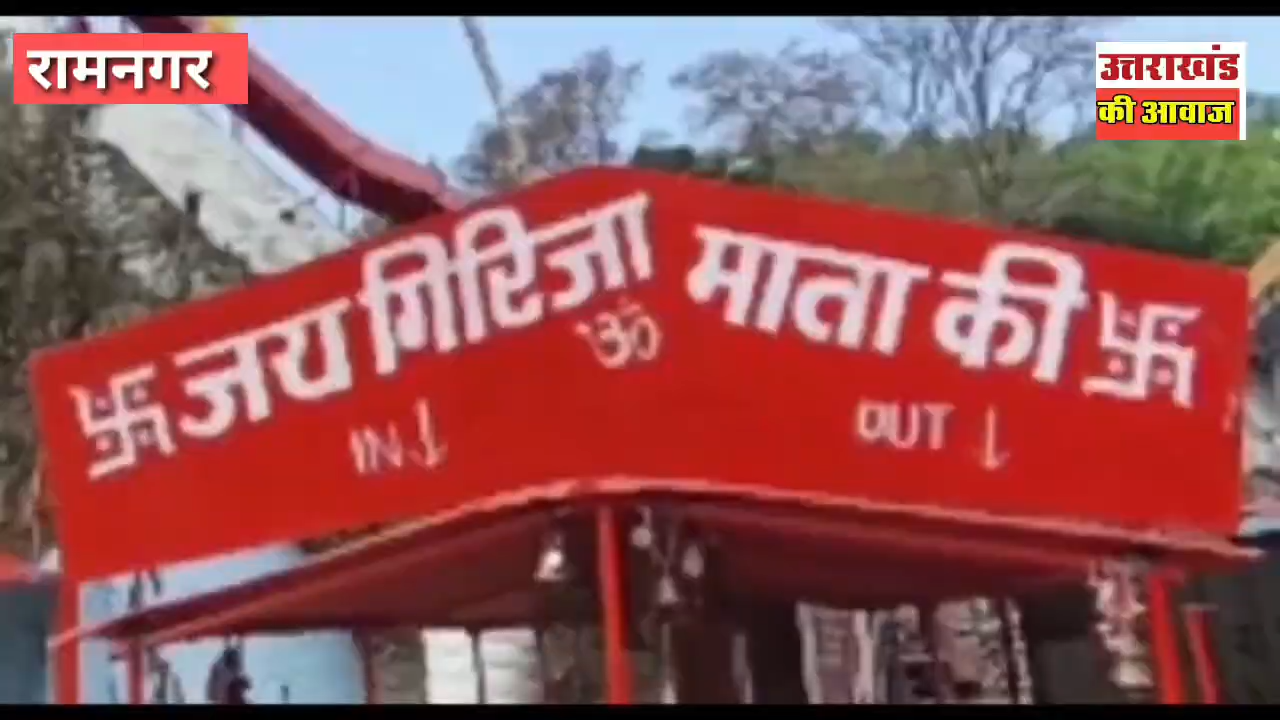 रामनगर
उत्तराखंड
की आवाज
卐 जय गिरिजा माता की 卐
ॐ
IN ↓ OUT ↓